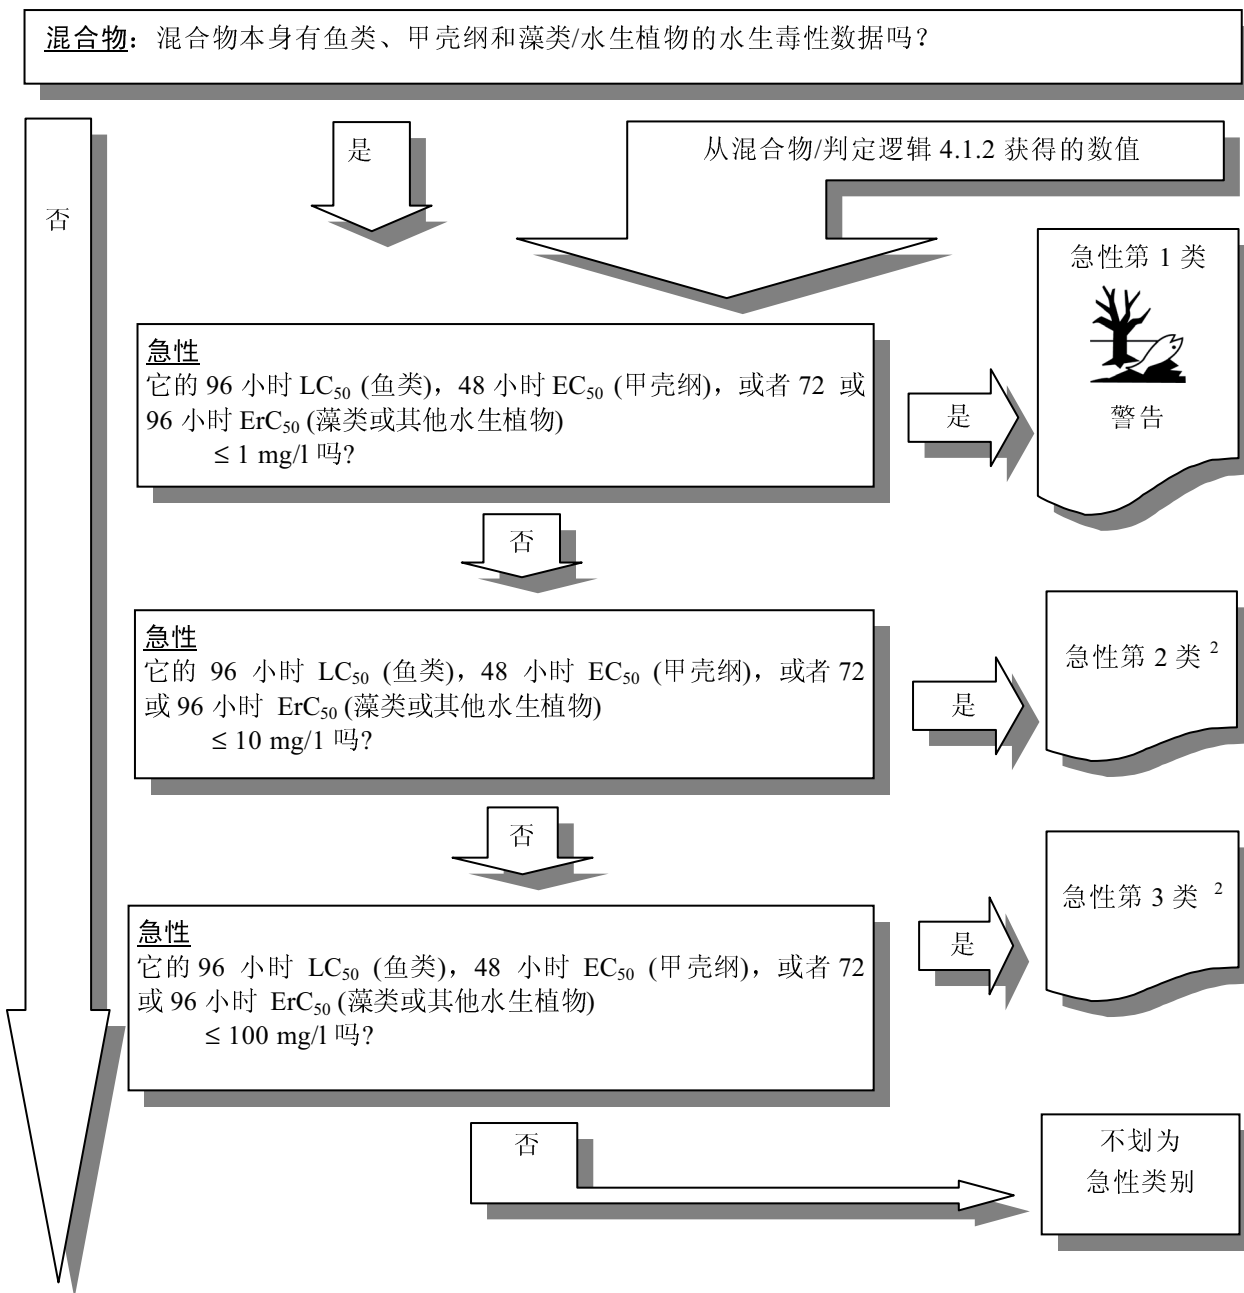 混合物：混合物本身有鱼类、甲壳纲和藻类/水生植物的水生毒性数据吗？
是
从混合物/判定逻辑 4.1.2 获得的数值
否
急性第 1 类
警告
急性
它的 96 小时 LC50 (鱼类)，48 小时 EC50 (甲壳纲)，或者 72 或
96 小时 ErC50 (藻类或其他水生植物)
≤ 1 mg/l 吗?
是
否
急性
它的 96 小时 LC50 (鱼类)，48 小时 EC50 (甲壳纲)，或者 72
或 96 小时 ErC50 (藻类或其他水生植物)
≤ 10 mg/1 吗?
是
急性第 2 类 2
否
急性
它的 96 小时 LC50 (鱼类)，48 小时 EC50 (甲壳纲)，或者 72
或 96 小时 ErC50 (藻类或其他水生植物)
≤ 100 mg/l 吗?
是
急性第 3 类 2
否
不划为
急性类别